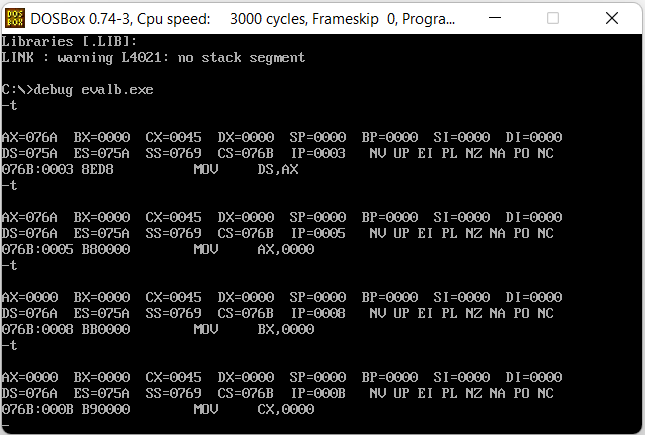 DOS
BOX
DOSBox 0.74-3, Cpu speed: 3000 cycles, Frameskip 0, Progra...
Libraries [.LIB]:
LINK : warning L4021: no stack segment
C:\>debug evalb.exe
-t
AX=076A BX=0000 CX=0045 DX=0000 SP=0000 BP=0000 SI=0000 DI=0000
DS=075A ES=075A SS=0769 CS=076B IP=0003 NV UP EI PL NZ NA PO NC
076B:0003 8ED8 MOV DS,AX
-t
AX=076A BX=0000 CX=0045 DX=0000 SP=0000 BP=0000 SI=0000 DI=0000
DS=076A ES=075A SS=0769 CS=076B IP=0005 NV UP EI PL NZ NA PO NC
076B:0005 B80000 MOV AX,0000
-t
AX=0000 BX=0000 CX=0045 DX=0000 SP=0000 BP=0000 SI=0000 DI=0000
DS=076A ES=075A SS=0769 CS=076B IP=0008 NV UP EI PL NZ NA PO NC
076B:0008 BB0000 MOV BX,0000
-t
AX=0000 BX=0000 CX=0045 DX=0000 SP=0000 BP=0000 SI=0000 DI=0000
DS=076A ES=075A SS=0769 CS=076B IP=000B NV UP EI PL NZ NA PO NC
076B:000B B90000 MOV CX,0000
-